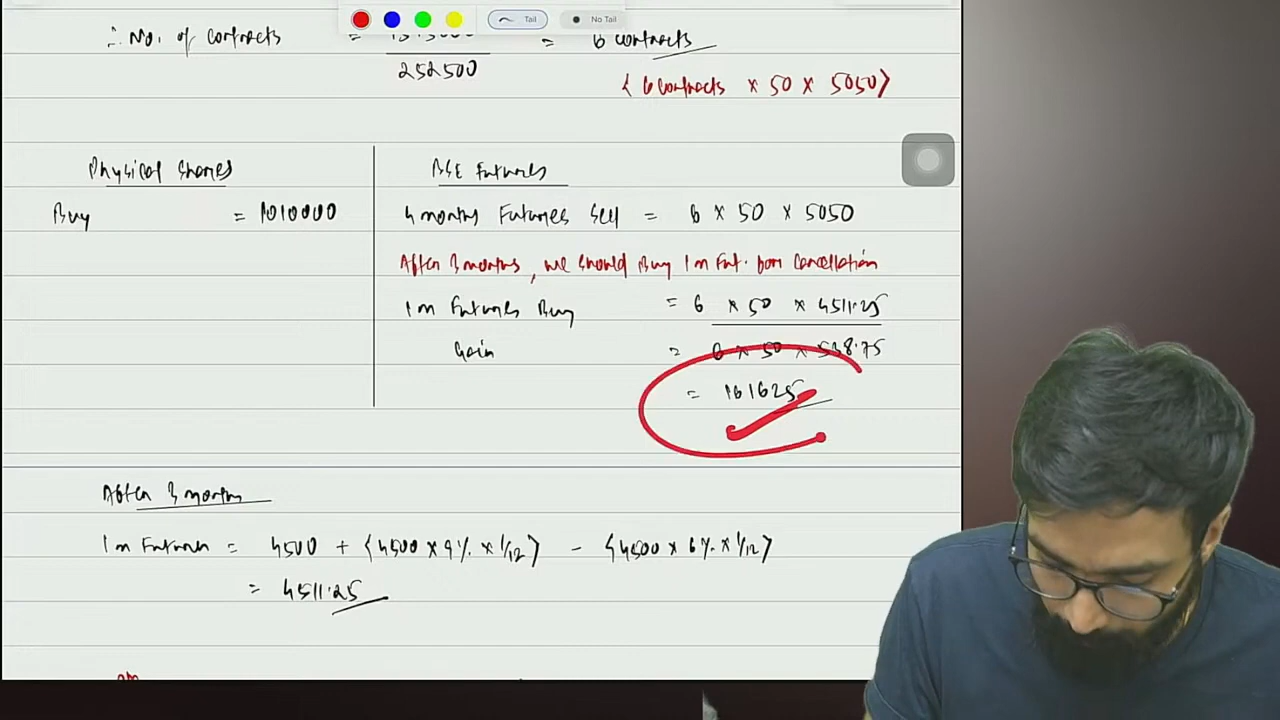 Tail No Tail
∴ No. of contracts = = 6 contracts
252500
{6 contracts × 50 × 5050}
Physical Shares
Buy = 1010000
BSE Futures
4 months Futures Sell = 6 × 50 × 5050
After 3 months, we should Buy 1m Fut. for Cancellation
1m Futures Buy = 6 × 50 × 4511.25
Gain = 6 × 50 × 538.75
= 161625
After 3 months
1m Futures = 4500 + {4500 × 9% × 1/12} - {4500 × 6% × 1/12}
= 4511.25